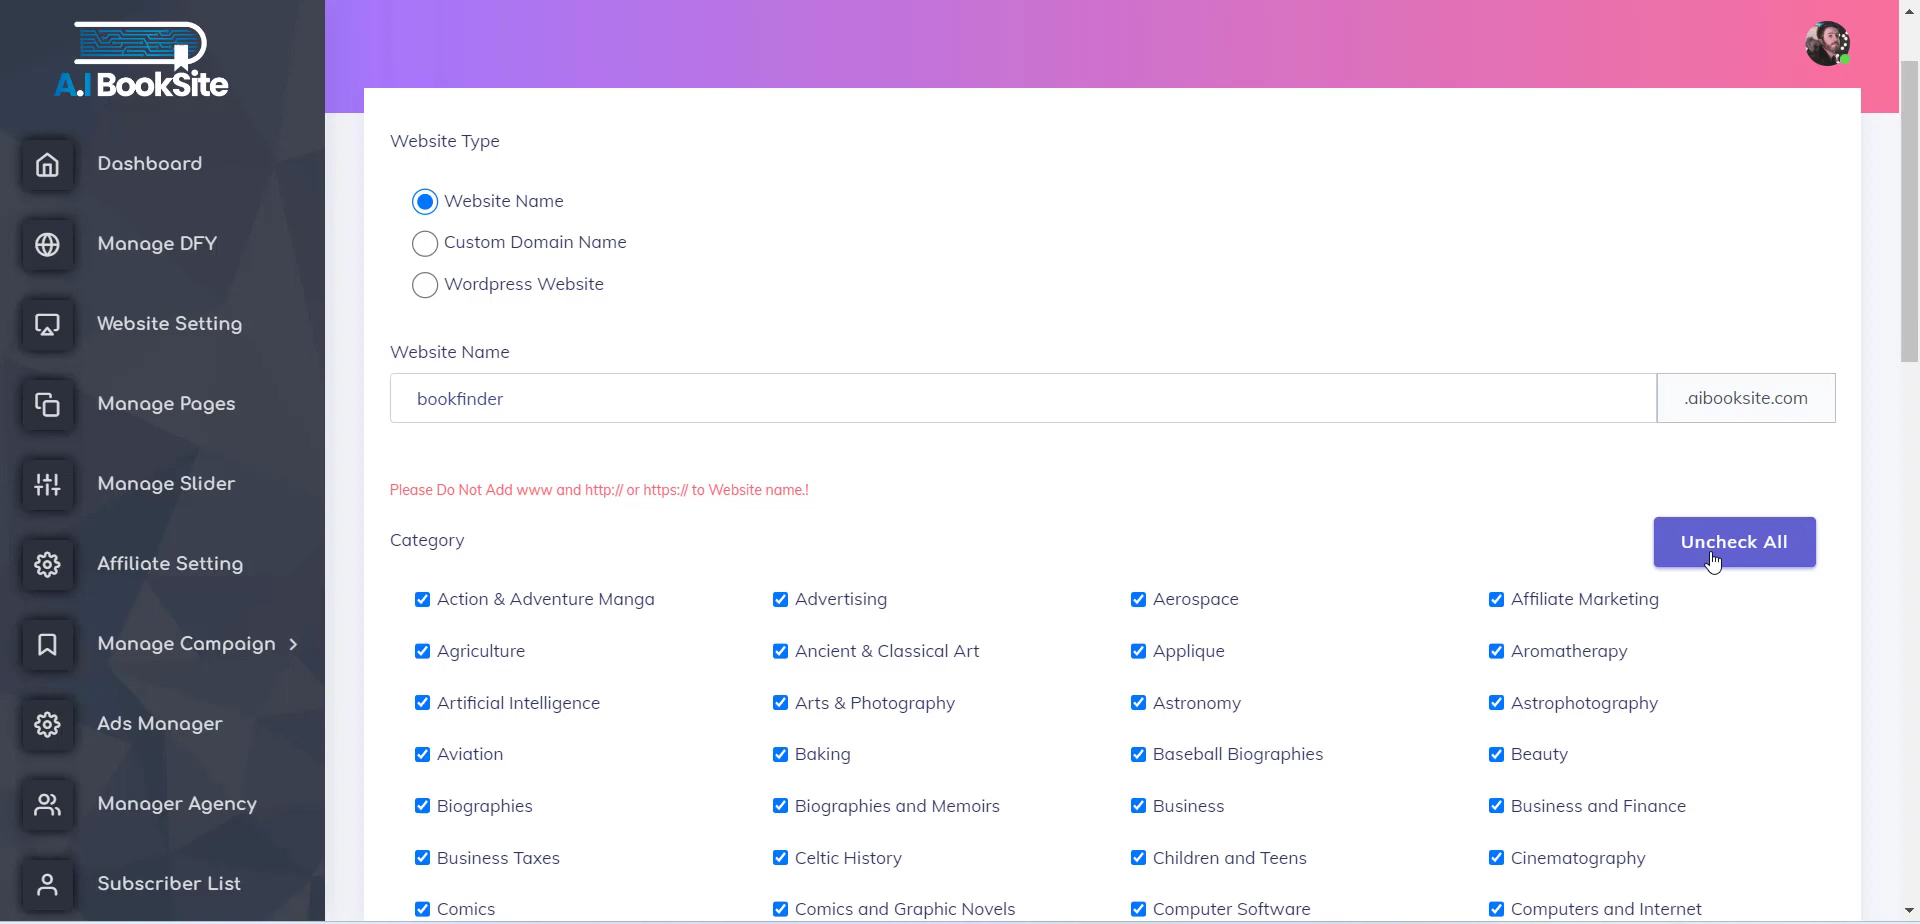 A.I BookSite
Dashboard
Manage DFY
Website Setting
Manage Pages
Manage Slider
Affiliate Setting
Manage Campaign
Ads Manager
Manager Agency
Subscriber List
Website Type
Website Name
Custom Domain Name
Wordpress Website
Website Name
bookfinder .aibooksite.com
Please Do Not Add www and http:// or https:// to Website name.!
Category Uncheck All
Action & Adventure Manga Advertising Aerospace Affiliate Marketing
Agriculture Ancient & Classical Art Applique Aromatherapy
Artificial Intelligence Arts & Photography Astronomy Astrophotography
Aviation Baking Baseball Biographies Beauty
Biographies Biographies and Memoirs Business Business and Finance
Business Taxes Celtic History Children and Teens Cinematography
Comics Comics and Graphic Novels Computer Software Computers and Internet